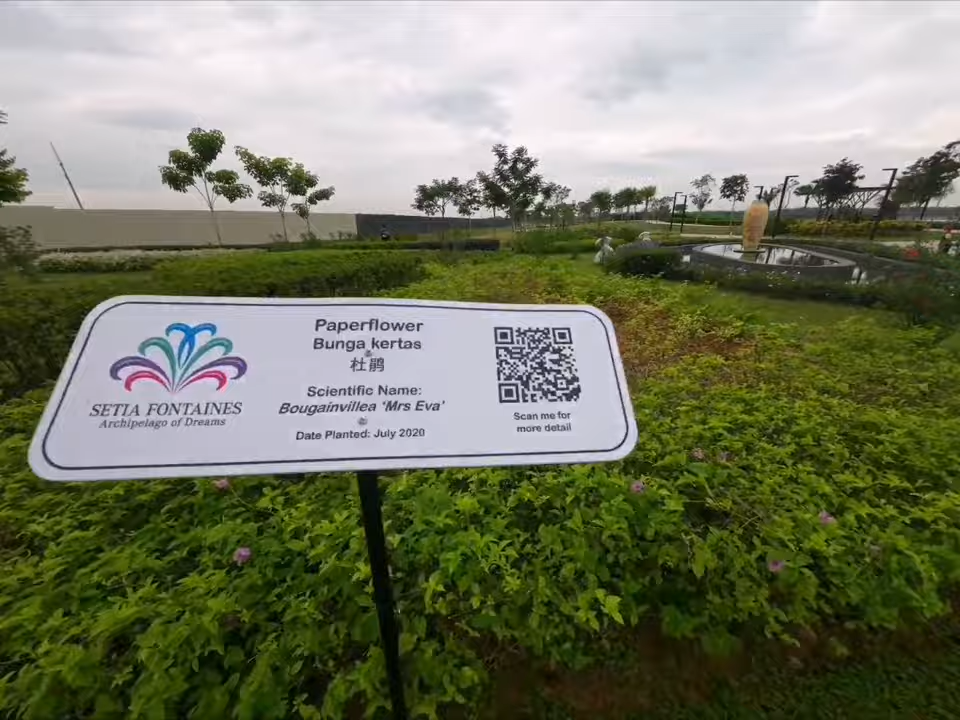 SETIA FONTAINES
Archipelago of Dreams
Paperflower
Bunga kertas
杜鹃
Scientific Name:
Bougainvillea ‘Mrs Eva’
Date Planted: July 2020
Scan me for
more detail